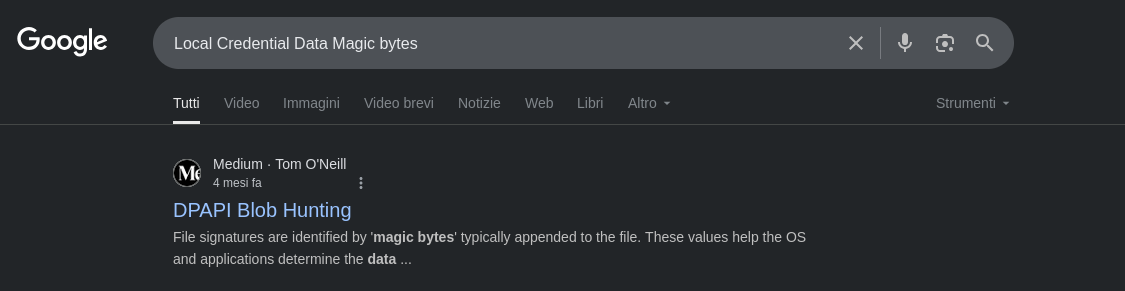 Google
Local Credential Data Magic bytes
Tutti Video Immagini Video brevi Notizie Web Libri Altro Strumenti
Me
Medium · Tom O'Neill
4 mesi fa
DPAPI Blob Hunting
File signatures are identified by 'magic bytes' typically appended to the file. These values help the OS
and applications determine the data ...